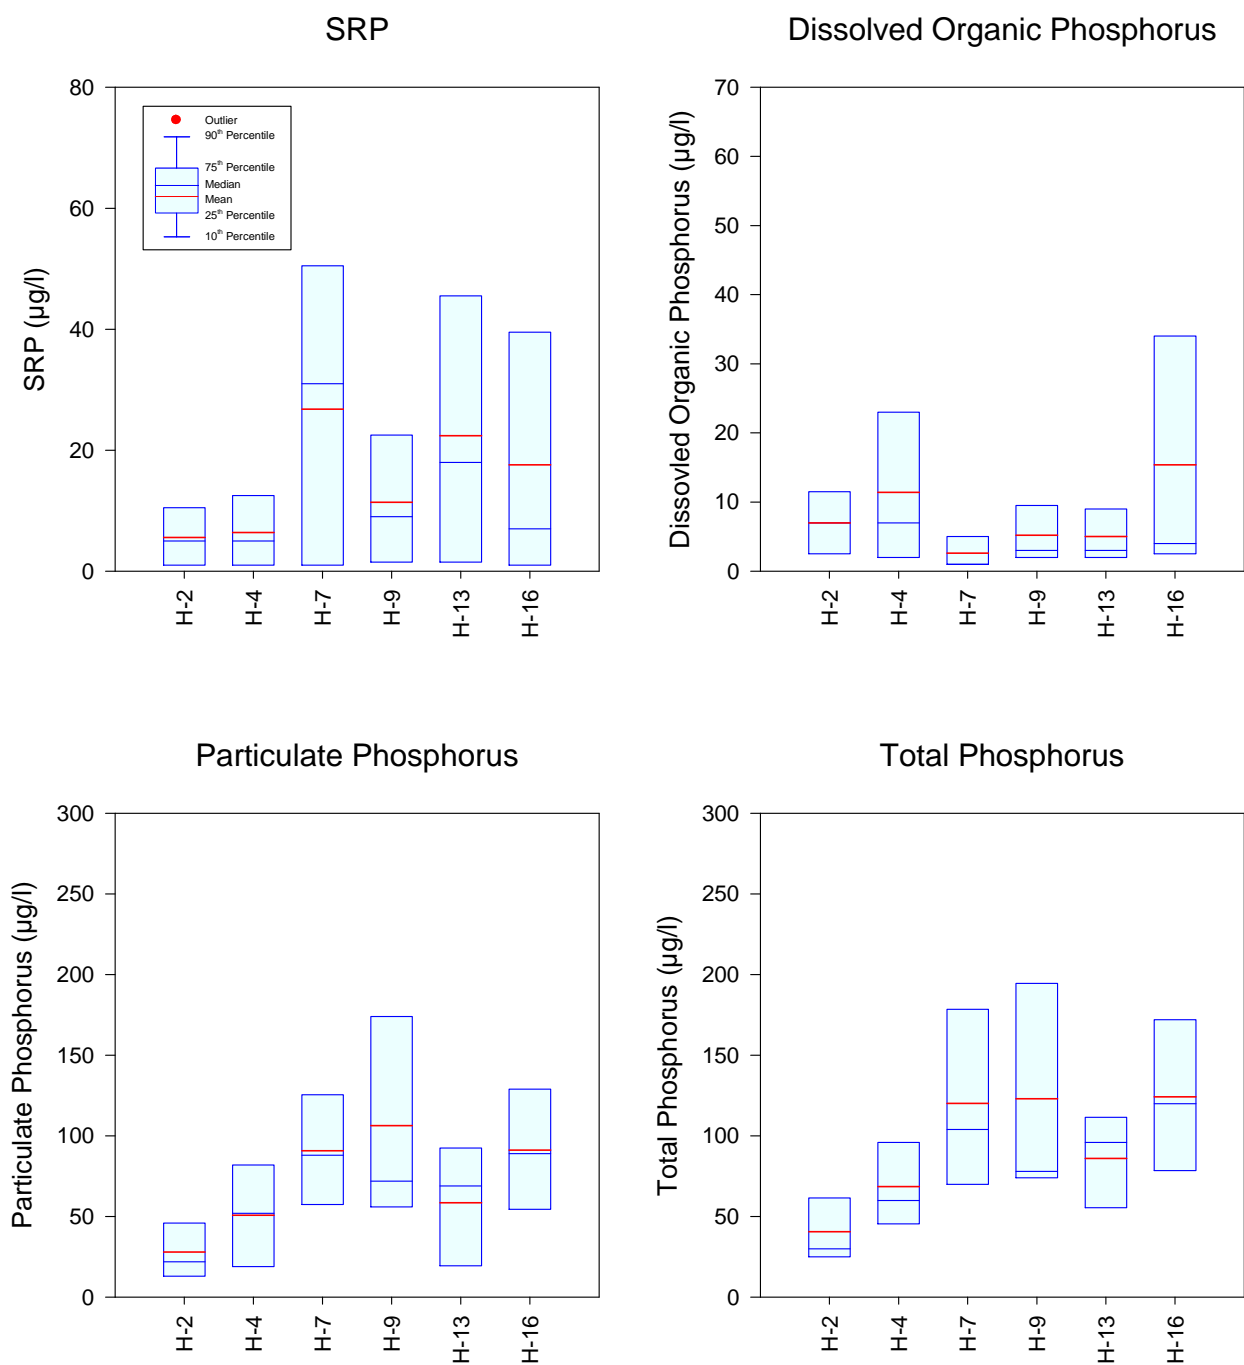 SRP
80
60
40
20
0
SRP (µg/l)
Outlier
90th Percentile
75th Percentile
Median
Mean
25th Percentile
10th Percentile
H-2
H-4
H-7
H-9
H-13
H-16
Dissolved Organic Phosphorus
70
60
50
40
30
20
10
0
Dissovled Organic Phosphorus (µg/l)
H-2
H-4
H-7
H-9
H-13
H-16
Particulate Phosphorus
300
250
200
150
100
50
0
Particulate Phosphorus (µg/l)
H-2
H-4
H-7
H-9
H-13
H-16
Total Phosphorus
300
250
200
150
100
50
0
Total Phosphorus (µg/l)
H-2
H-4
H-7
H-9
H-13
H-16